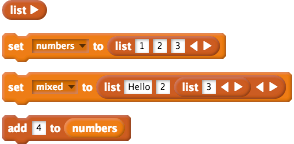 list
set numbers to list 1 2 3
set mixed to list Hello 2 list 3
add 4 to numbers